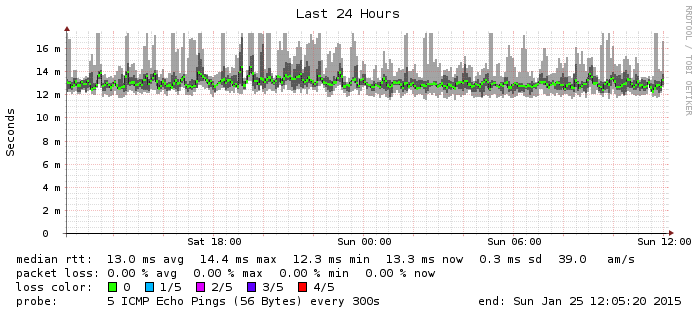 Last 24 Hours
RRDTOOL / TOBI OETIKER
Seconds
16 m
14 m
12 m
10 m
8 m
6 m
4 m
2 m
0
Sat 18:00 Sun 00:00 Sun 06:00 Sun 12:00
median rtt: 13.0 ms avg 14.4 ms max 12.3 ms min 13.3 ms now 0.3 ms sd 39.0 am/s
packet loss: 0.00 % avg 0.00 % max 0.00 % min 0.00 % now
loss color: 0 1/5 2/5 3/5 4/5
probe: 5 ICMP Echo Pings (56 Bytes) every 300s end: Sun Jan 25 12:05:20 2015